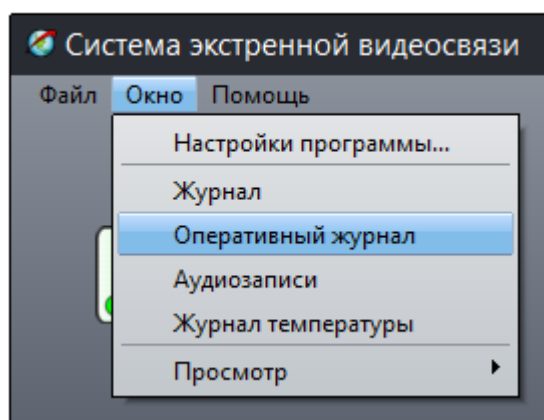 Система экстренной видеосвязи
Файл Окно Помощь
Настройки программы...
Журнал
Оперативный журнал
Аудиозаписи
Журнал температуры
Просмотр